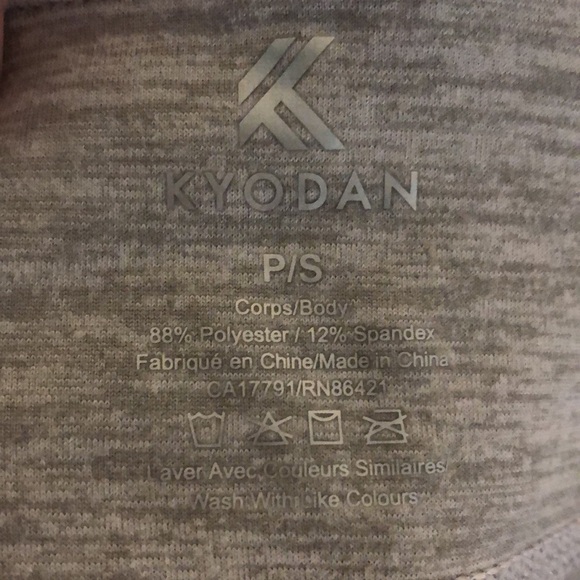 KYODAN
P/S
Corps/Body
88% Polyester / 12% Spandex
Fabriqué en Chine/Made in China
CA17791/RN86421
Laver Avec Couleurs Similaires/
Wash With Like Colours